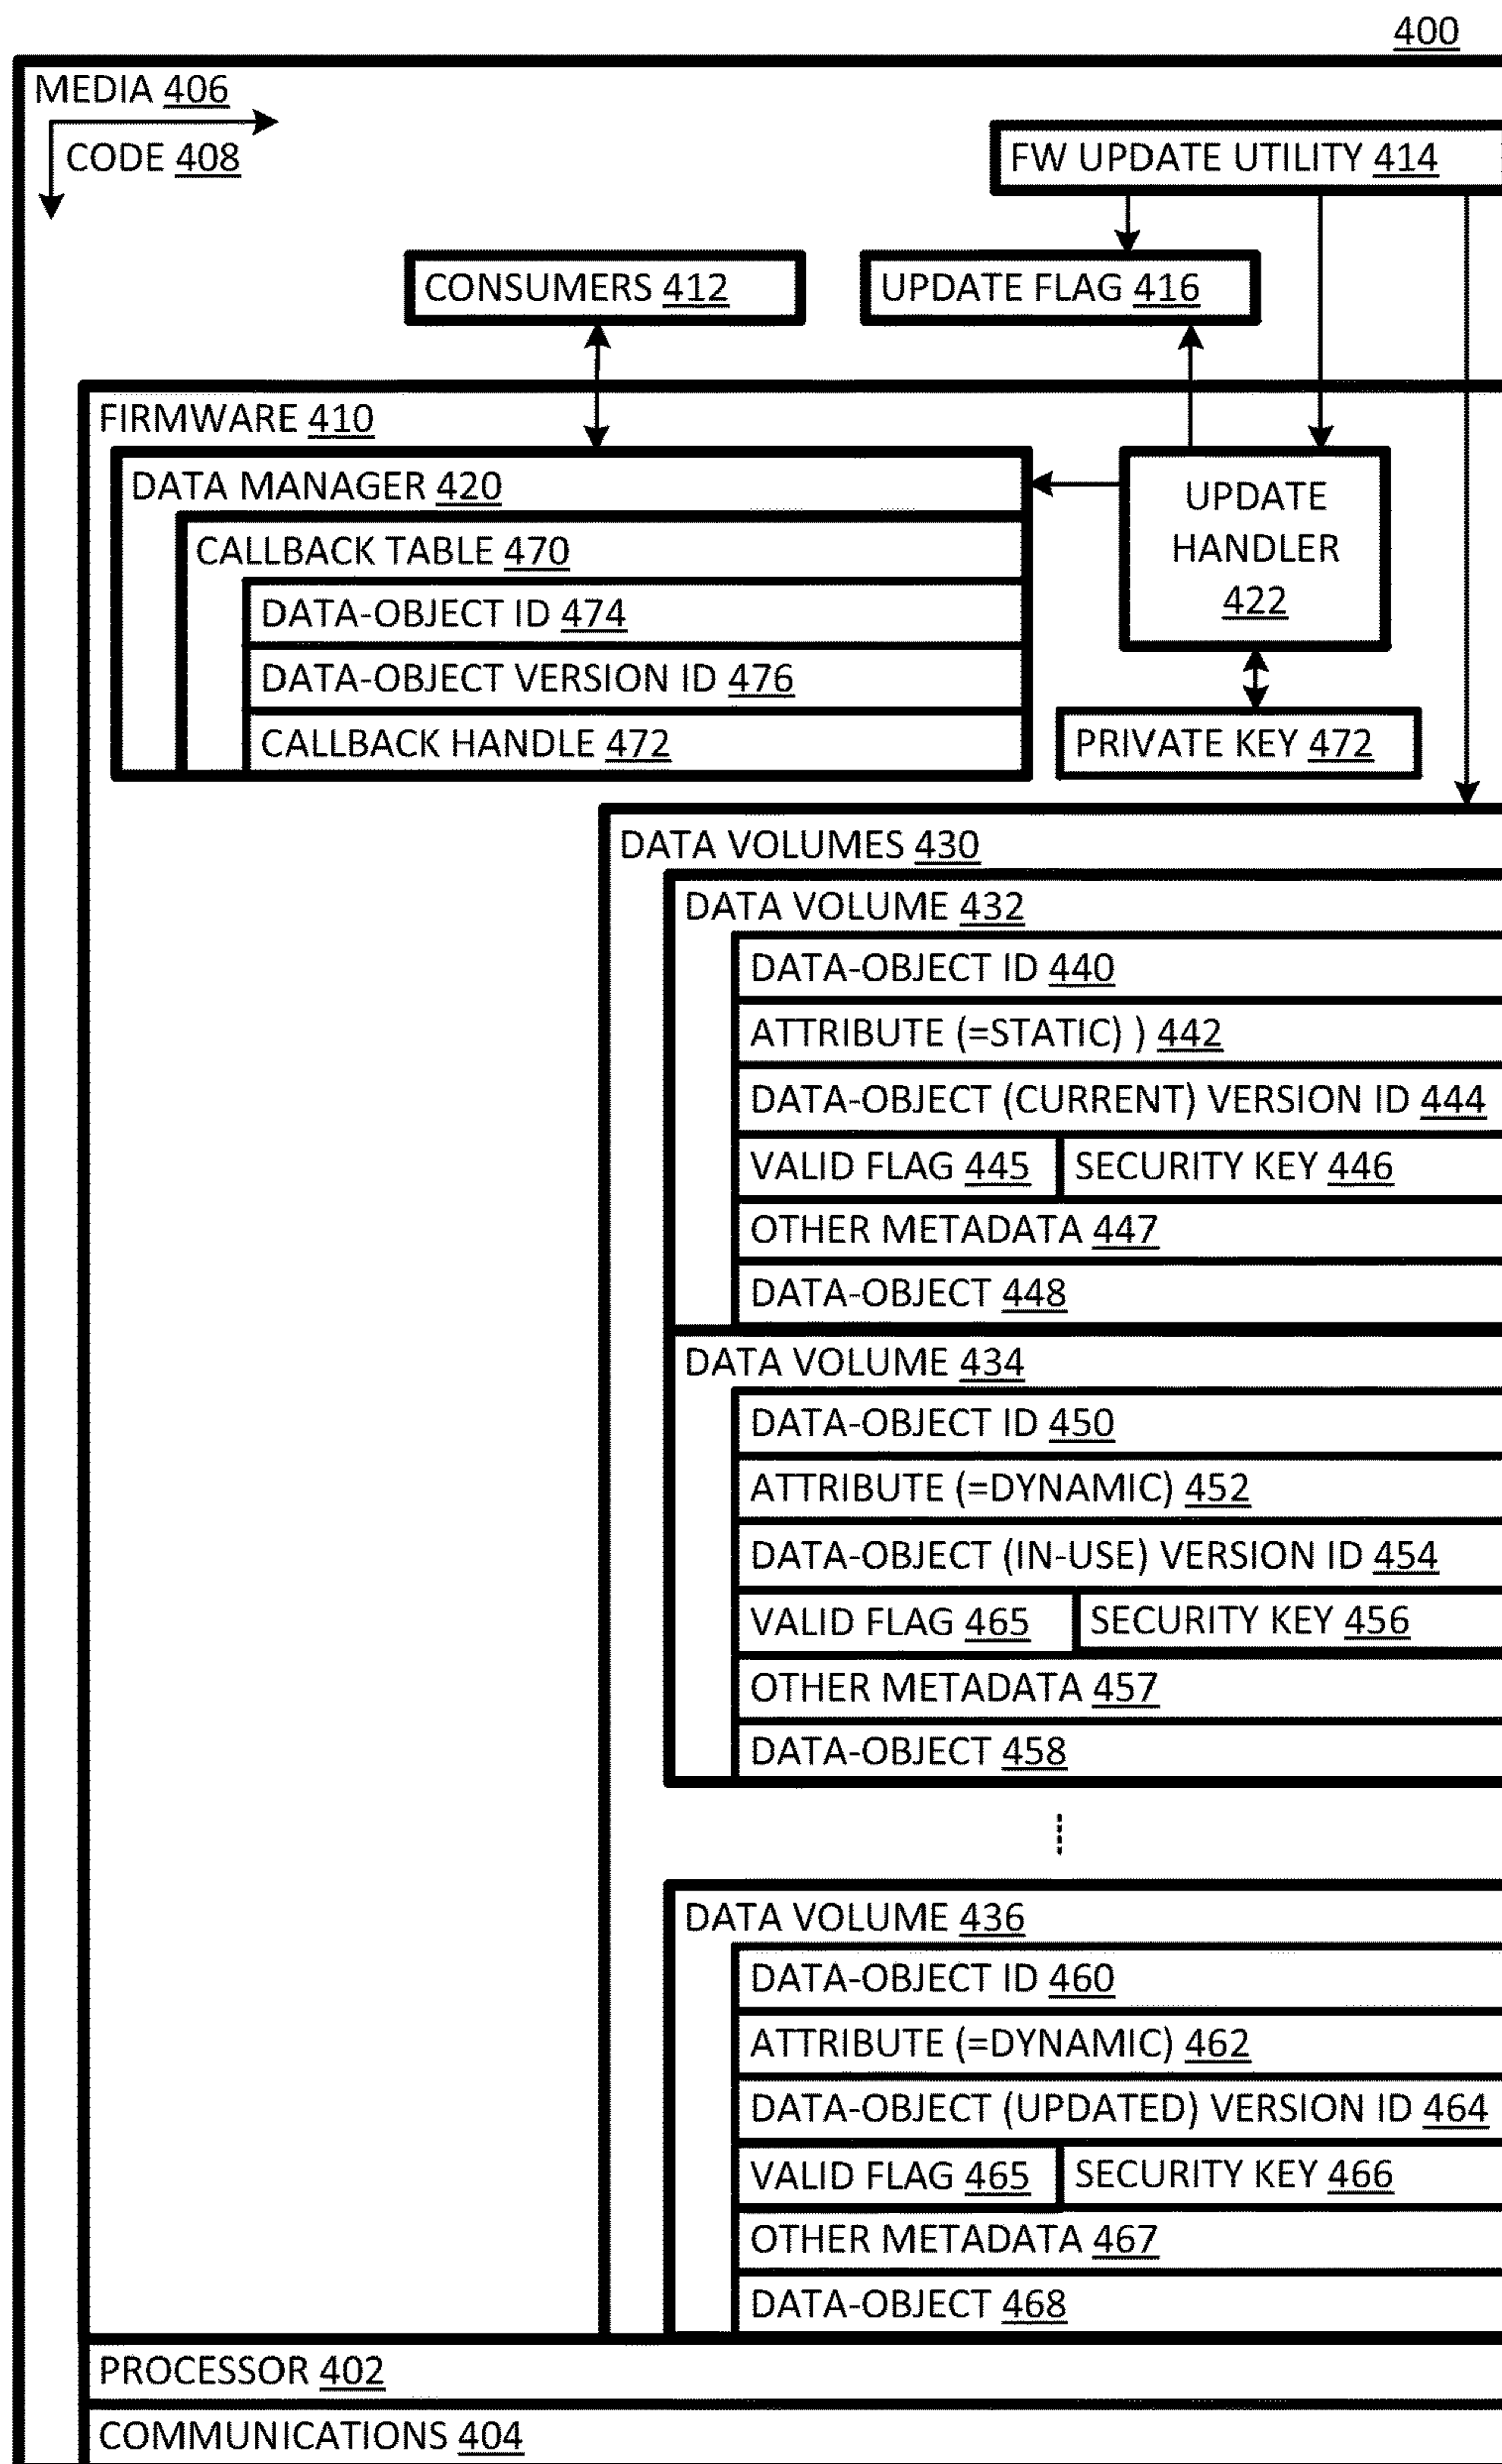 400
MEDIA 406
CODE 408
FW UPDATE UTILITY 414
CONSUMERS 412
UPDATE FLAG 416
FIRMWARE 410
DATA MANAGER 420
CALLBACK TABLE 470
DATA-OBJECT ID 474
DATA-OBJECT VERSION ID 476
CALLBACK HANDLE 472
UPDATE
HANDLER
422
PRIVATE KEY 472
DATA VOLUMES 430
DATA VOLUME 432
DATA-OBJECT ID 440
ATTRIBUTE (=STATIC) ) 442
DATA-OBJECT (CURRENT) VERSION ID 444
VALID FLAG 445 SECURITY KEY 446
OTHER METADATA 447
DATA-OBJECT 448
DATA VOLUME 434
DATA-OBJECT ID 450
ATTRIBUTE (=DYNAMIC) 452
DATA-OBJECT (IN-USE) VERSION ID 454
VALID FLAG 465 SECURITY KEY 456
OTHER METADATA 457
DATA-OBJECT 458
DATA VOLUME 436
DATA-OBJECT ID 460
ATTRIBUTE (=DYNAMIC) 462
DATA-OBJECT (UPDATED) VERSION ID 464
VALID FLAG 465 SECURITY KEY 466
OTHER METADATA 467
DATA-OBJECT 468
PROCESSOR 402
COMMUNICATIONS 404